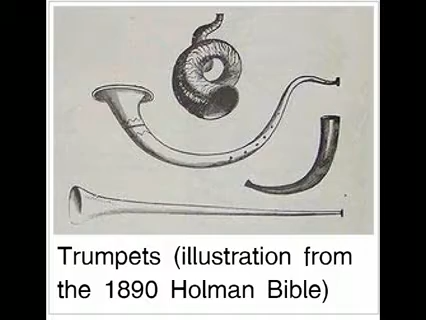 Trumpets (illustration from
the 1890 Holman Bible)